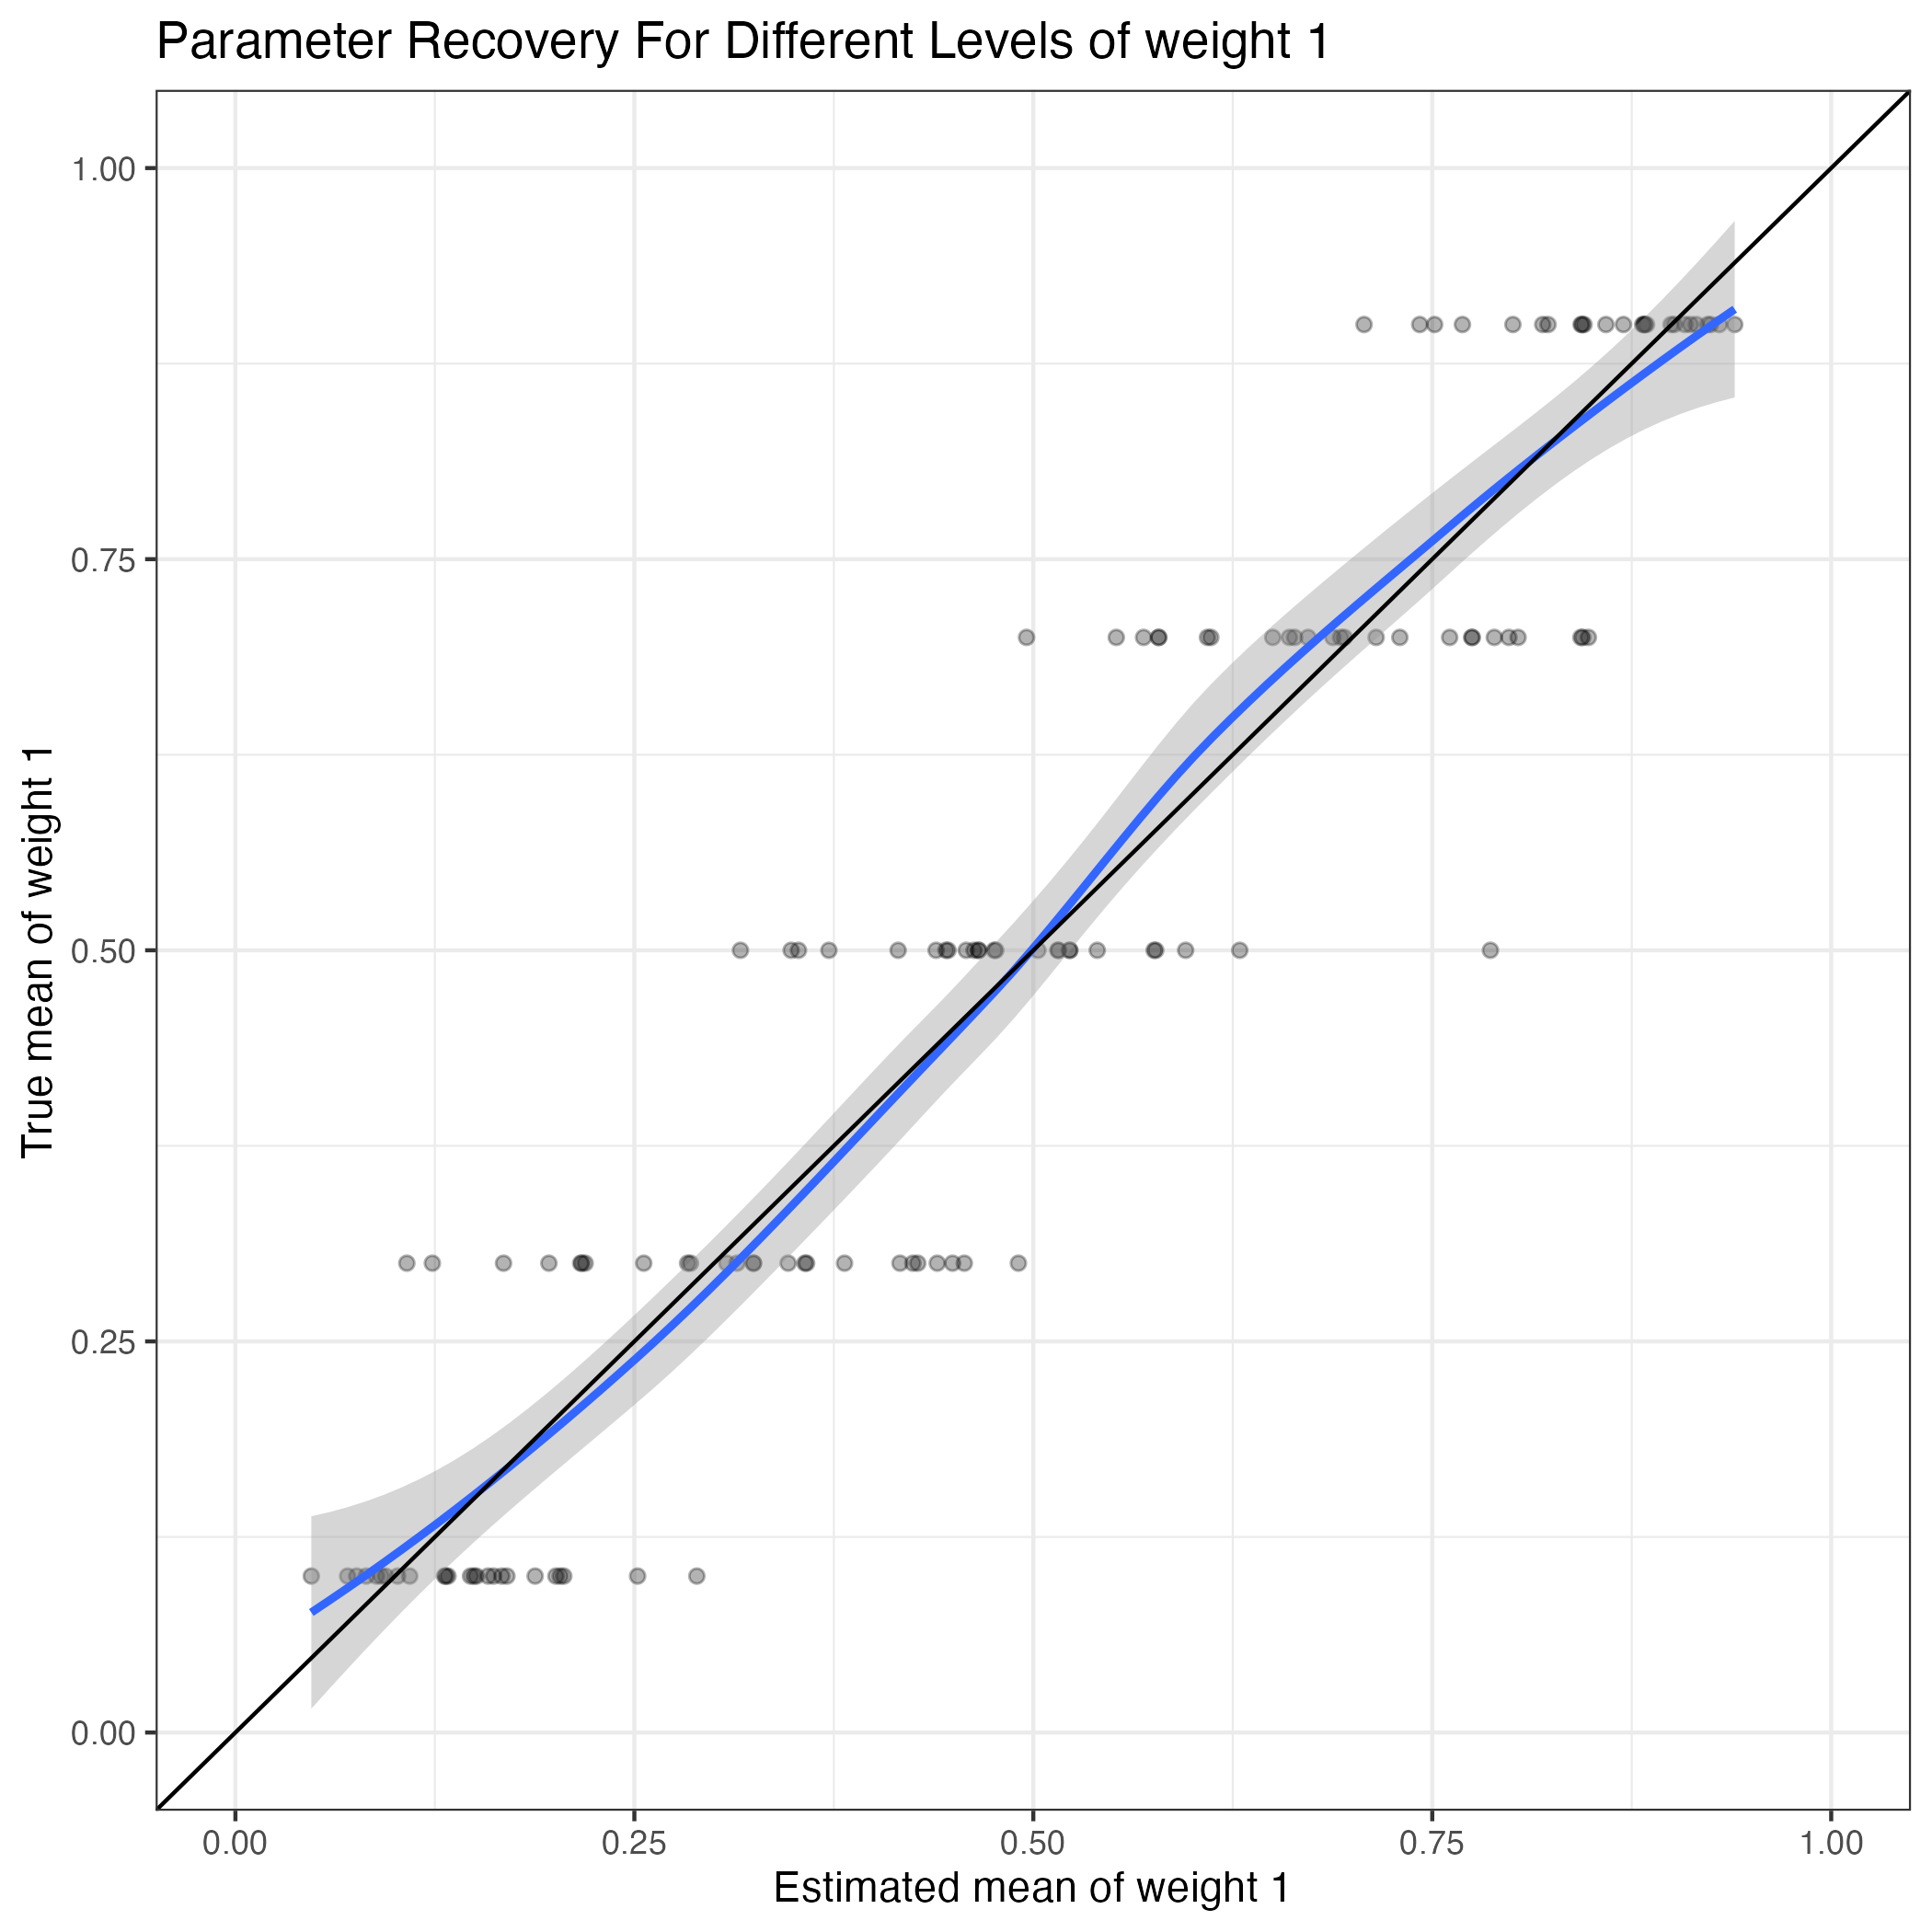 Parameter Recovery For Different Levels of weight 1
True mean of weight 1
1.00
0.75
0.50
0.25
0.00
0.00 0.25 0.50 0.75 1.00
Estimated mean of weight 1